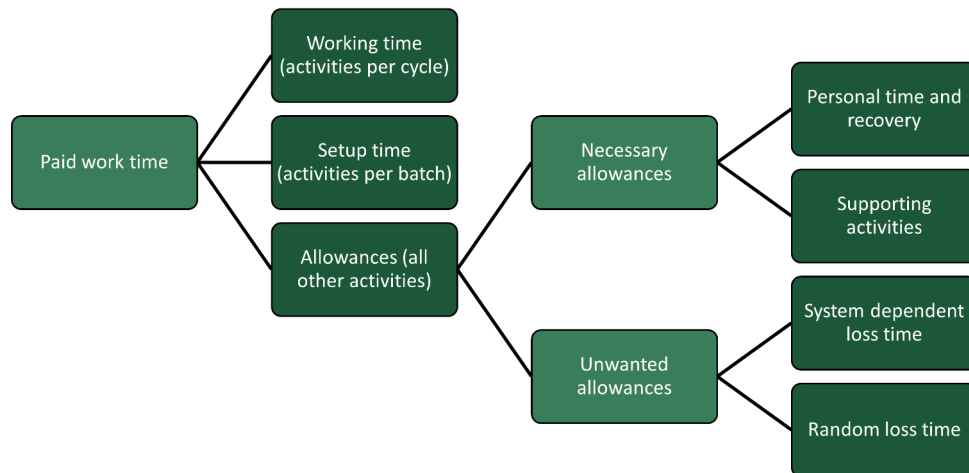 Paid work time
Working time
(activities per cycle)
Setup time
(activities per batch)
Allowances (all
other activities)
Necessary
allowances
Unwanted
allowances
Personal time and
recovery
Supporting
activities
System dependent
loss time
Random loss time